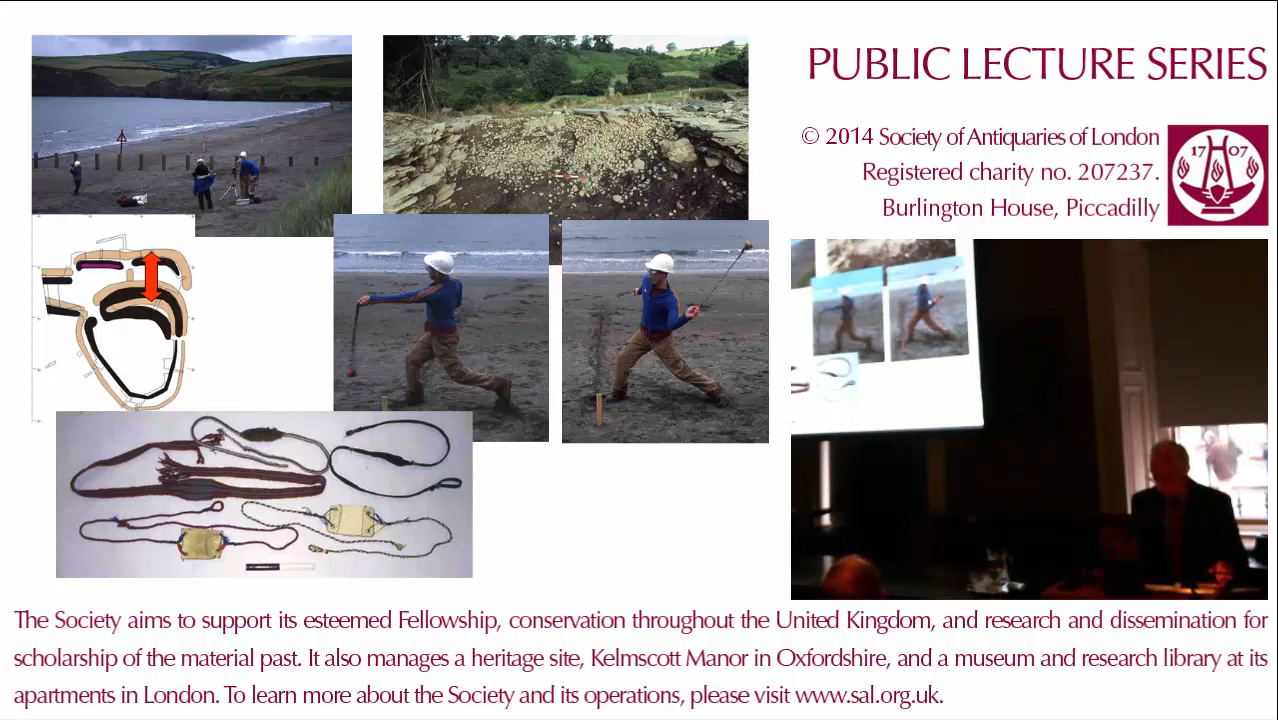 PUBLIC LECTURE SERIES
© 2014 Society of Antiquaries of London
Registered charity no. 207237.
Burlington House, Piccadilly
17 07
The Society aims to support its esteemed Fellowship, conservation throughout the United Kingdom, and research and dissemination for
scholarship of the material past. It also manages a heritage site, Kelmscott Manor in Oxfordshire, and a museum and research library at its
apartments in London. To learn more about the Society and its operations, please visit www.sal.org.uk.